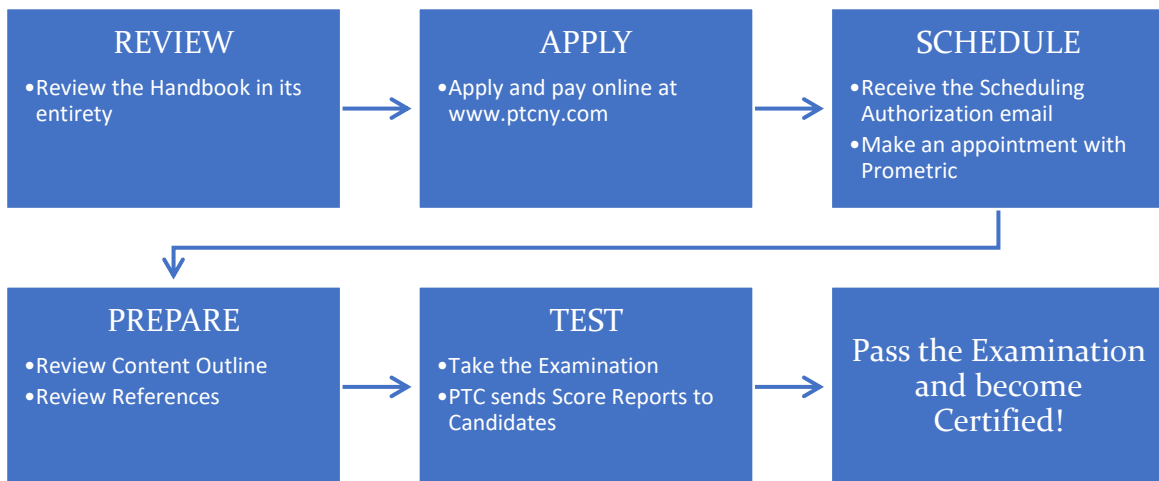 REVIEW
•Review the Handbook in its
entirety
APPLY
•Apply and pay online at
www.ptcny.com
SCHEDULE
•Receive the Scheduling
Authorization email
•Make an appointment with
Prometric
PREPARE
•Review Content Outline
•Review References
TEST
•Take the Examination
•PTC sends Score Reports to
Candidates
Pass the Examination
and become
Certified!